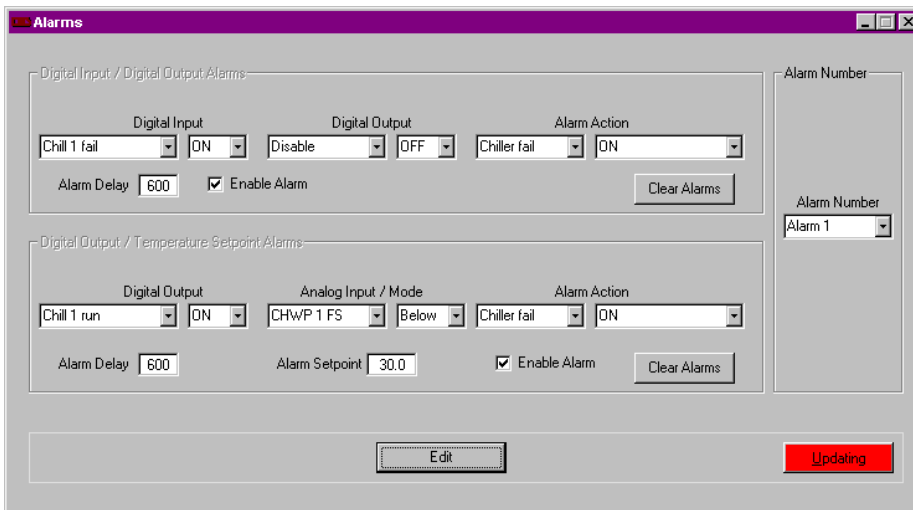 Alarms
Digital Input / Digital Output Alarms
Digital Input Digital Output Alarm Action
Chill 1 fail ON Disable OFF Chiller fail ON
Alarm Delay 600 Enable Alarm Clear Alarms
Digital Output / Temperature Setpoint Alarms
Digital Output Analog Input / Mode Alarm Action
Chill 1 run ON CHWP 1 FS Below Chiller fail ON
Alarm Delay 600 Alarm Setpoint 30.0 Enable Alarm Clear Alarms
Alarm Number
Alarm Number
Alarm 1
Edit Updating